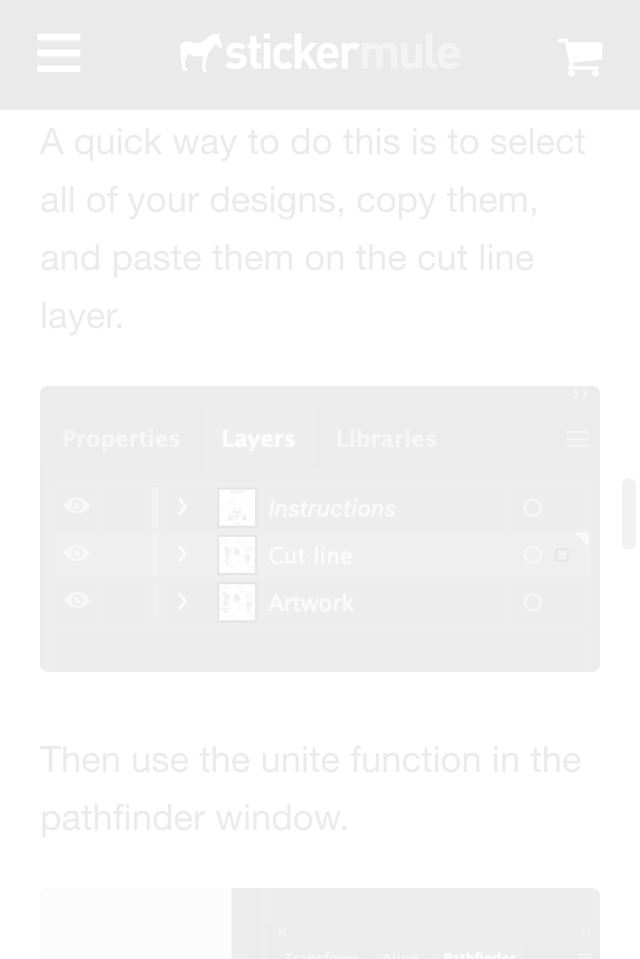 stickermule
A quick way to do this is to select
all of your designs, copy them,
and paste them on the cut line
layer.
Properties Layers Libraries
Instructions
Cut line
Artwork
Then use the unite function in the
pathfinder window.
Transform Align Pathfinder